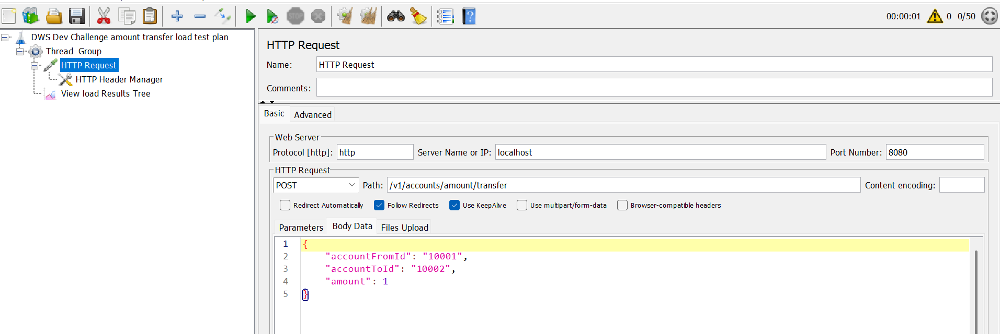 STOP
00:00:01 0 0/50
DWS Dev Challenge amount transfer load test plan
Thread Group
HTTP Request
HTTP Header Manager
View load Results Tree
HTTP Request
Name: HTTP Request
Comments:
Basic Advanced
Web Server
Protocol [http]: http Server Name or IP: localhost Port Number: 8080
HTTP Request
POST Path: /v1/accounts/amount/transfer Content encoding:
Redirect Automatically Follow Redirects Use KeepAlive Use multipart/form-data Browser-compatible headers
Parameters Body Data Files Upload
1 {
2 "accountFromId": "10001",
3 "accountToId": "10002",
4 "amount": 1
5 }